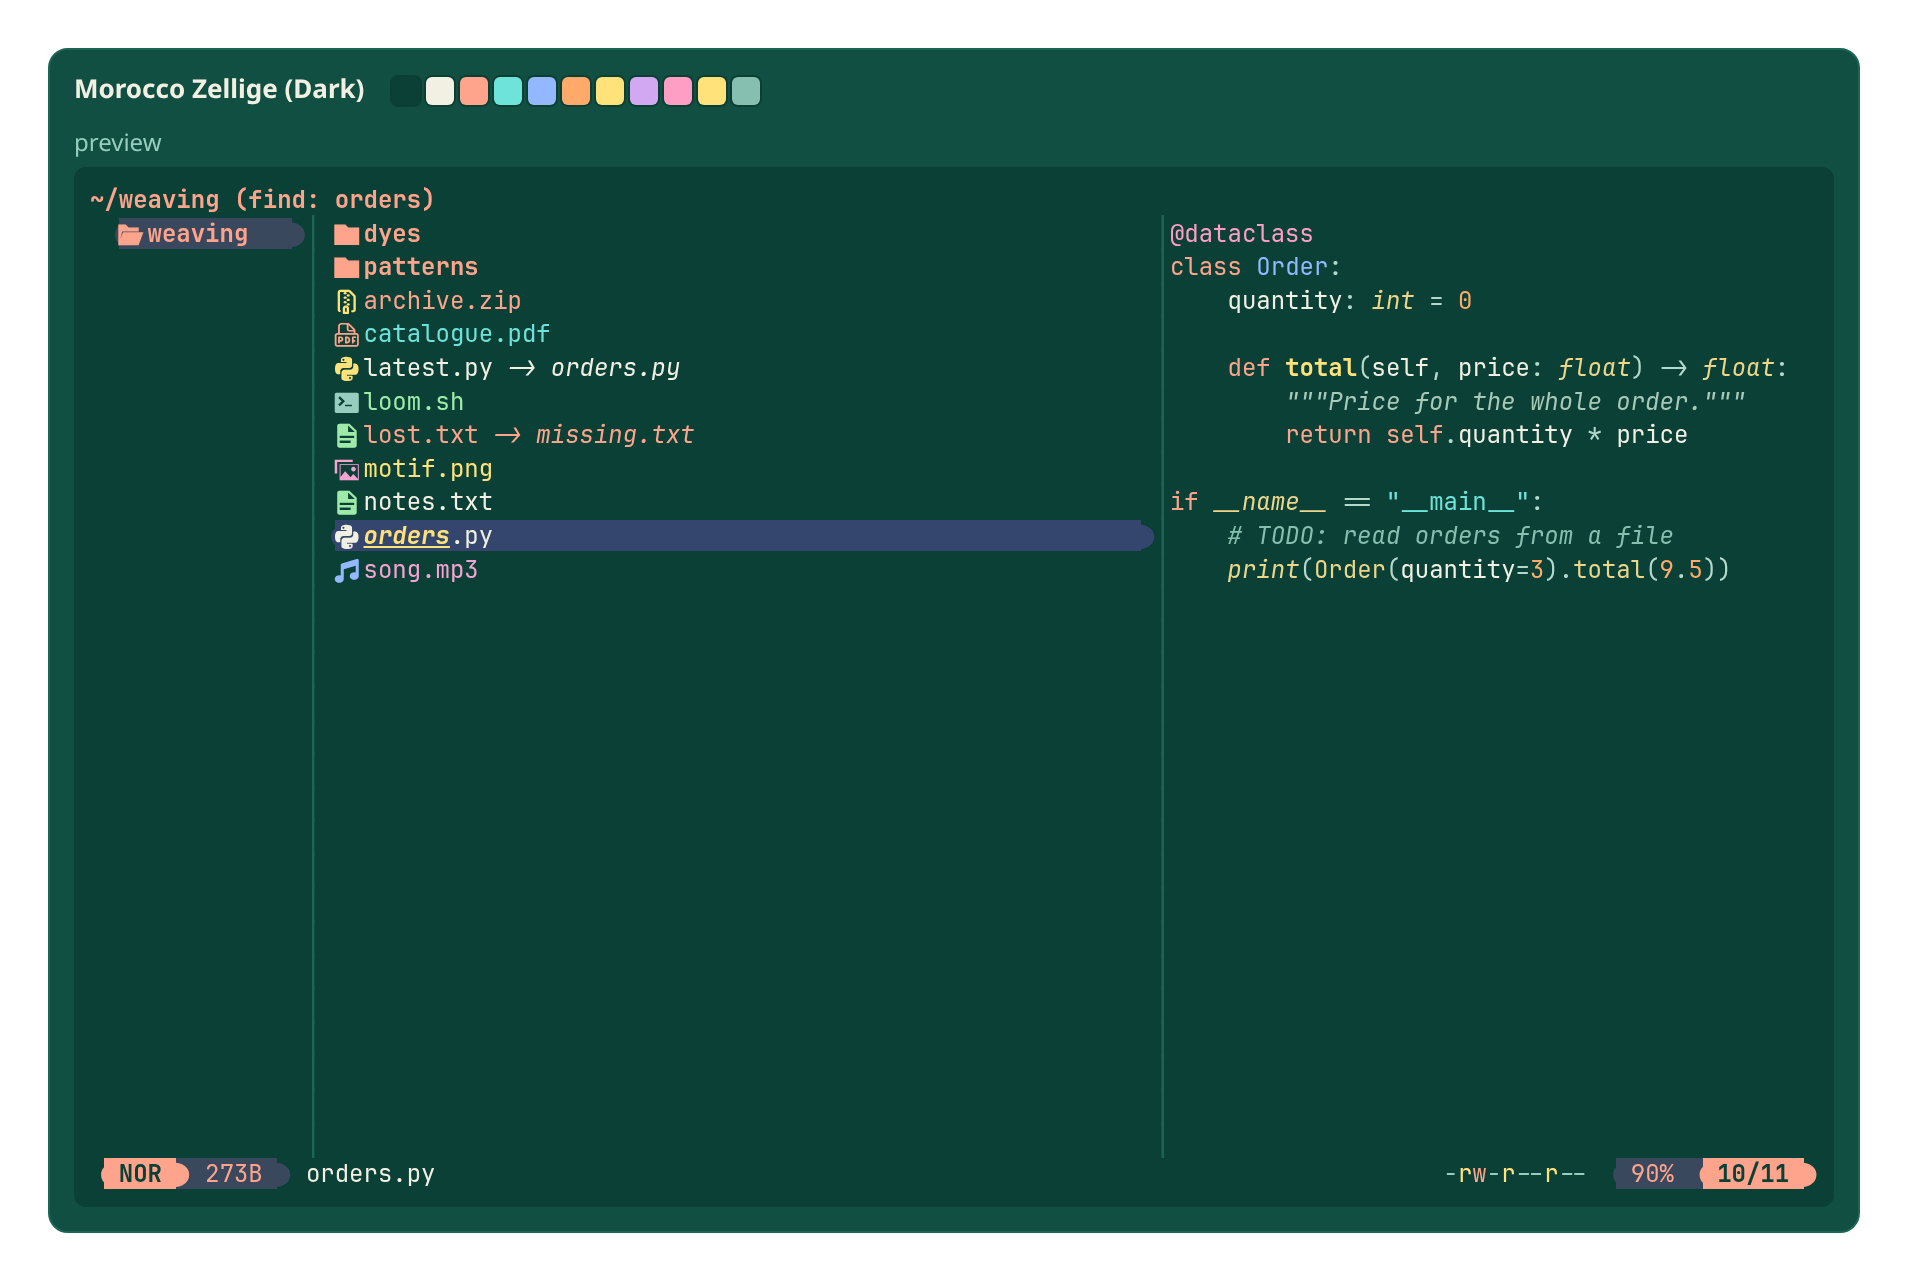 Morocco Zellige (Dark)
preview
~/weaving (find: orders)
weaving
dyes
patterns
archive.zip
catalogue.pdf
latest.py -> orders.py
loom.sh
lost.txt -> missing.txt
motif.png
notes.txt
orders.py
song.mp3
@dataclass
class Order:
    quantity: int = 0
    def total(self, price: float) -> float:
        """Price for the whole order."""
        return self.quantity * price
if __name__ == "__main__":
    # TODO: read orders from a file
    print(Order(quantity=3).total(9.5))
NOR 273B orders.py -rw-r--r-- 90% 10/11